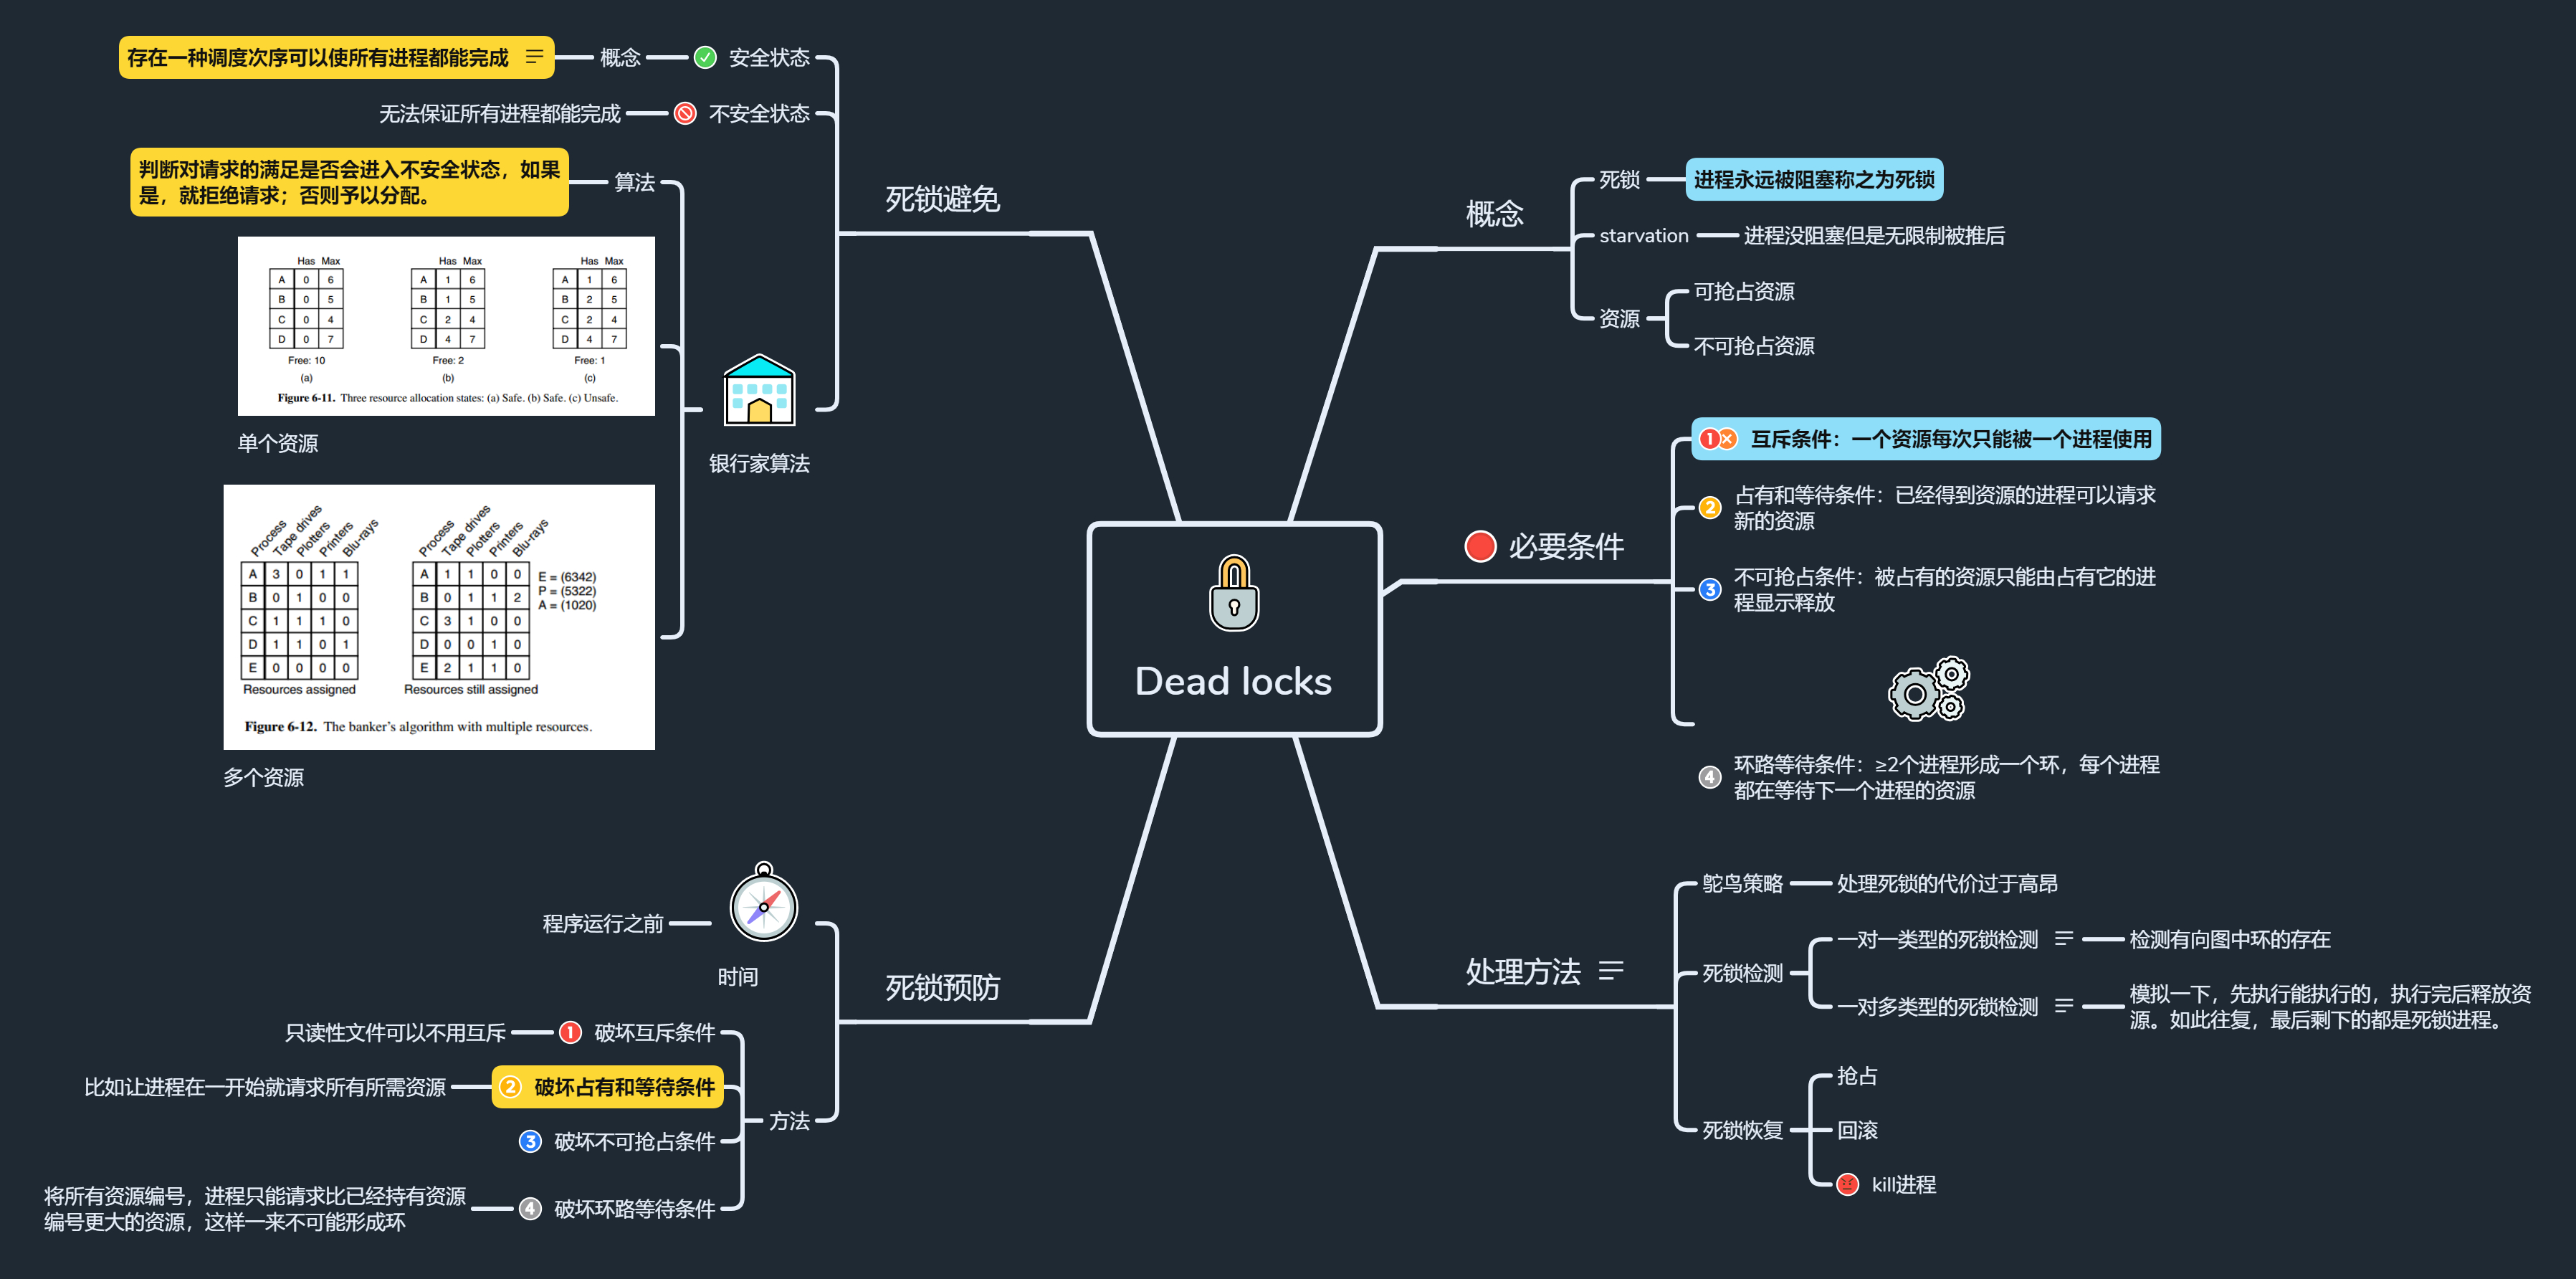 Dead locks
概念
死锁
进程永远被阻塞称之为死锁
starvation
进程没阻塞但是无限制被推后
资源
可抢占资源
不可抢占资源
必要条件
1 互斥条件：一个资源每次只能被一个进程使用
2 占有和等待条件：已经得到资源的进程可以请求
新的资源
3 不可抢占条件：被占有的资源只能由占有它的进
程显示释放
4 环路等待条件：≥2个进程形成一个环，每个进程
都在等待下一个进程的资源
处理方法
鸵鸟策略
处理死锁的代价过于高昂
死锁检测
一对一类型的死锁检测
检测有向图中环的存在
一对多类型的死锁检测
模拟一下，先执行能执行的，执行完后释放资
源。如此往复，最后剩下的都是死锁进程。
死锁恢复
抢占
回滚
kill进程
死锁避免
安全状态
概念
存在一种调度次序可以使所有进程都能完成
不安全状态
无法保证所有进程都能完成
银行家算法
算法
判断对请求的满足是否会进入不安全状态，如果
是，就拒绝请求；否则予以分配。
Has Max
A 0 6
B 0 5
C 0 4
D 0 7
Free: 10
(a)
Has Max
A 1 6
B 1 5
C 2 4
D 4 7
Free: 2
(b)
Has Max
A 1 6
B 2 5
C 2 4
D 4 7
Free: 1
(c)
Figure 6-11. Three resource allocation states: (a) Safe. (b) Safe. (c) Unsafe.
单个资源
Process Tape drives Plotters Printers Blu-rays
A 3 0 1 1
B 0 1 0 0
C 1 1 1 0
D 1 1 0 1
E 0 0 0 0
Resources assigned
Process Tape drives Plotters Printers Blu-rays
A 1 1 0 0
B 0 1 1 2
C 3 1 0 0
D 0 0 1 0
E 2 1 1 0
Resources still assigned
E = (6342)
P = (5322)
A = (1020)
Figure 6-12. The banker's algorithm with multiple resources.
多个资源
死锁预防
时间
程序运行之前
方法
1 破坏互斥条件
只读性文件可以不用互斥
2 破坏占有和等待条件
比如让进程在一开始就请求所有所需资源
3 破坏不可抢占条件
4 破坏环路等待条件
将所有资源编号，进程只能请求比已经持有资源
编号更大的资源，这样一来不可能形成环